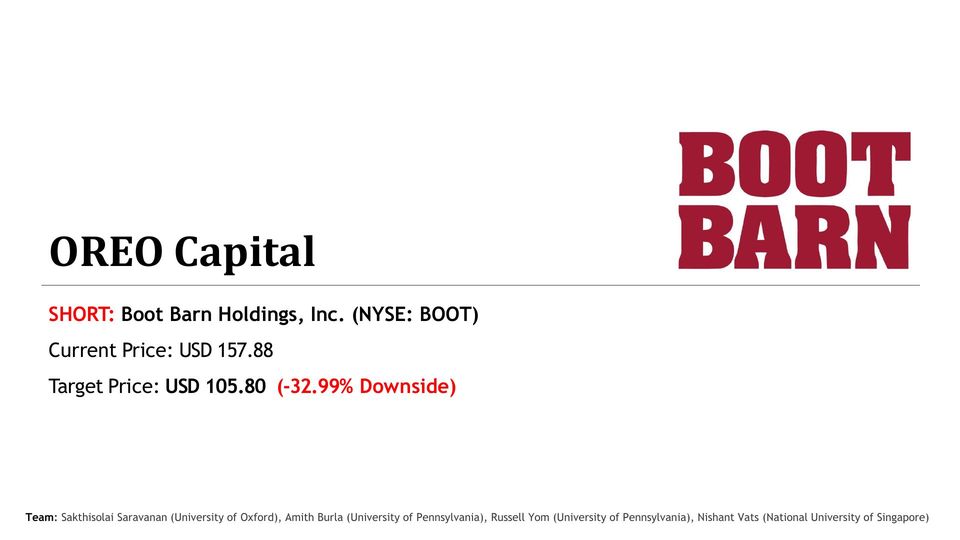 BOOT
BARN
OREO Capital
SHORT: Boot Barn Holdings, Inc. (NYSE: BOOT)
Current Price: USD 157.88
Target Price: USD 105.80 (-32.99% Downside)
Team: Sakthisolai Saravanan (University of Oxford), Amith Burla (University of Pennsylvania), Russell Yom (University of Pennsylvania), Nishant Vats (National University of Singapore)